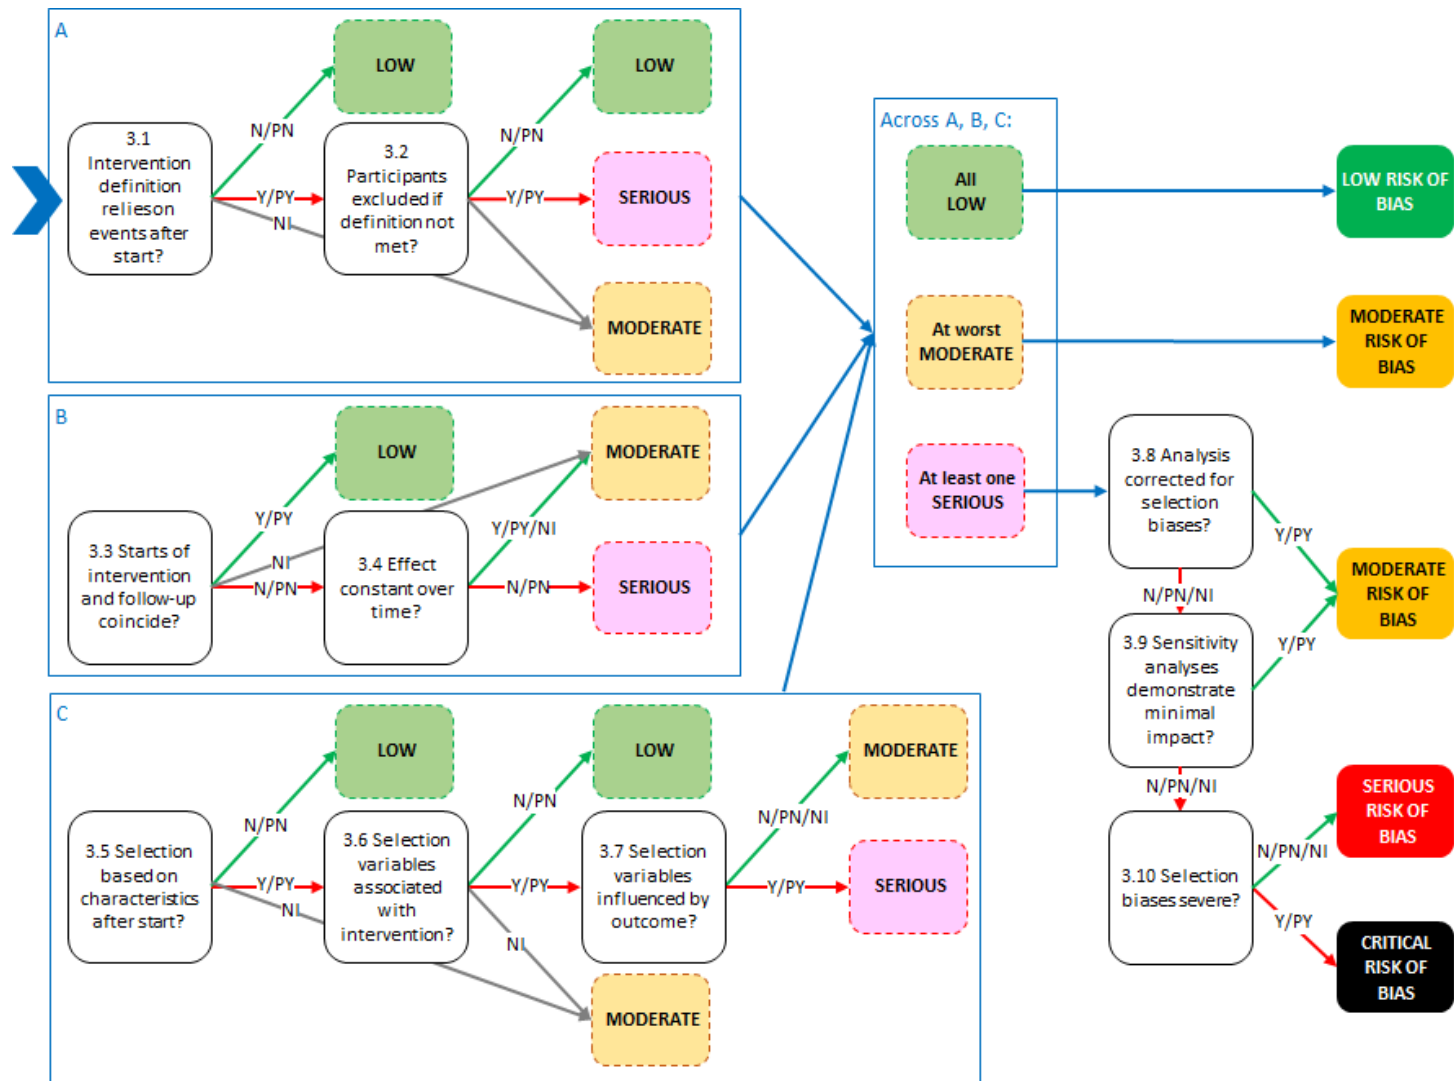 A
LOW
LOW
N/PN
N/PN
3.1
Intervention
definition
relieson
events after
start?
Y/PY
NI
3.2
Participants
excluded if
definition not
met?
Y/PY
SERIOUS
MODERATE
B
LOW
MODERATE
Y/PY
Y/PY/NI
3.3 Starts of
intervention
and follow-up
coincide?
NI
N/PN
3.4 Effect
constant over
time?
N/PN
SERIOUS
C
LOW
LOW
MODERATE
N/PN
N/PN
N/PN/NI
3.5 Selection
based on
characteristics
after start?
Y/PY
NI
3.6 Selection
variables
associated
with
intervention?
Y/PY
NI
3.7 Selection
variables
influenced by
outcome?
Y/PY
SERIOUS
MODERATE
Across A, B, C:
All
LOW
LOW RISK OF
BIAS
At worst
MODERATE
MODERATE
RISK OF
BIAS
At least one
SERIOUS
3.8 Analysis
corrected for
selection
biases?
Y/PY
N/PN/NI
MODERATE
RISK OF
BIAS
3.9 Sensitivity
analyses
demonstrate
minimal
impact?
Y/PY
N/PN/NI
3.10 Selection
biases severe?
N/PN/NI
SERIOUS
RISK OF
BIAS
Y/PY
CRITICAL
RISK OF
BIAS